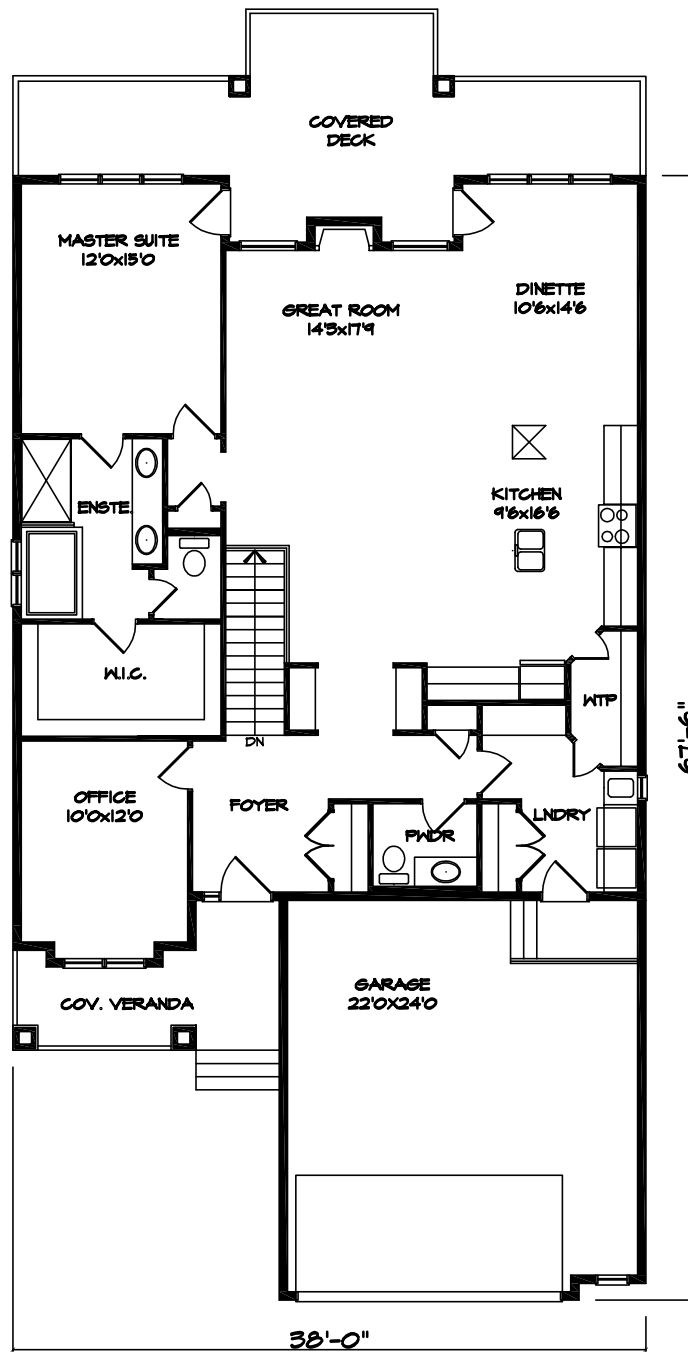 COVERED
DECK
MASTER SUITE
12'0x15'0
GREAT ROOM
14'3x17'9
DINETTE
10'6x14'6
KITCHEN
9'6x16'6
ENSTE.
W.I.C.
WTP
DN
OFFICE
10'0x12'0
FOYER
PWDR
LNDRY
67'-6"
GARAGE
22'0X24'0
COV. VERANDA
38'-0"